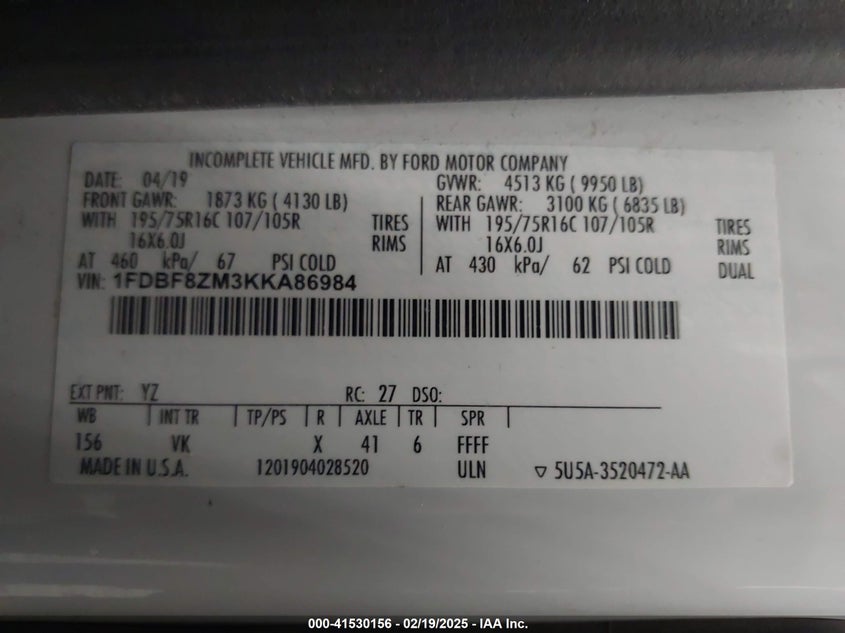 INCOMPLETE VEHICLE MFD. BY FORD MOTOR COMPANY
DATE: 04/19 GVWR: 4513 KG ( 9950 LB)
FRONT GAWR: 1873 KG ( 4130 LB) REAR GAWR: 3100 KG ( 6835 LB)
WITH 195/75R16C 107/105R TIRES WITH 195/75R16C 107/105R TIRES
16X6.0J RIMS 16X6.0J RIMS
AT 460 kPa/ 67 PSI COLD AT 430 kPa/ 62 PSI COLD DUAL
VIN: 1FDBF8ZM3KKA86984
EXT PNT: YZ RC: 27 DSO:
WB INT TR TP/PS R AXLE TR SPR
156 VK X 41 6 FFFF
MADE IN U.S.A. 1201904028520 ULN ▽ 5U5A-3520472-AA
000-41530156 - 02/19/2025 - IAA Inc.